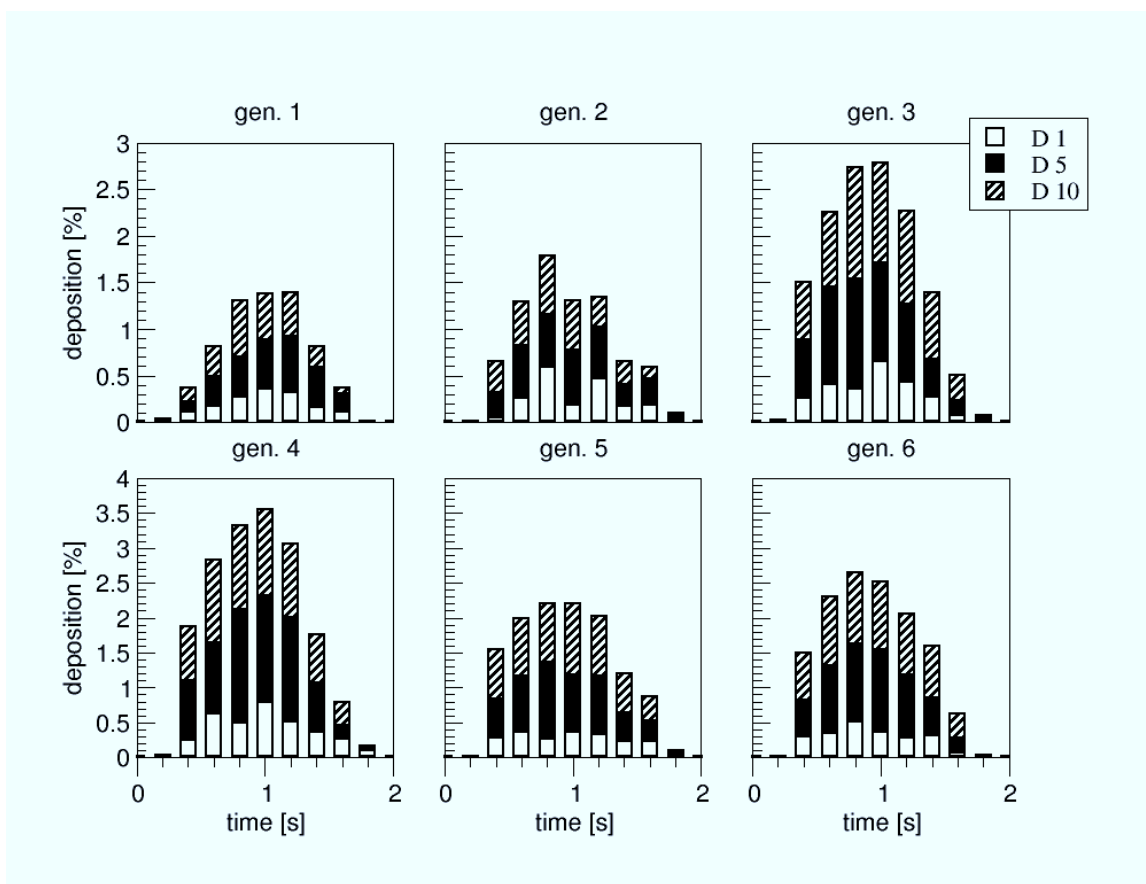 gen. 1
gen. 2
gen. 3
D 1
D 5
D 10
deposition [%]
3
2.5
2
1.5
1
0.5
0
gen. 4
gen. 5
gen. 6
deposition [%]
4
3.5
3
2.5
2
1.5
1
0.5
0
0 1 2
0 1 2
0 1 2
time [s]
time [s]
time [s]